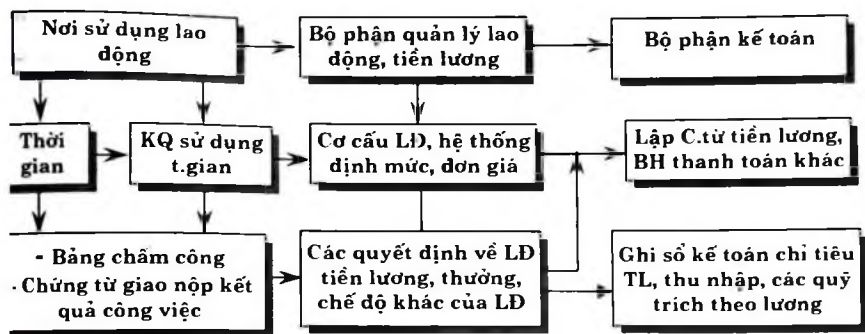 Nơi sử dụng lao
động
Bộ phận quản lý lao
động, tiền lương
Bộ phận kế toán
Thời
gian
KQ sử dụng
t.gian
Cơ cấu LĐ, hệ thống
định mức, đơn giá
Lập C.từ tiền lương,
BH thanh toán khác
- Bảng chấm công
- Chứng từ giao nộp kết
quả công việc
Các quyết định về LĐ
tiền lương, thưởng,
chế độ khác của LĐ
Ghi sổ kế toán chi tiêu
TL, thu nhập, các quỹ
trích theo lương